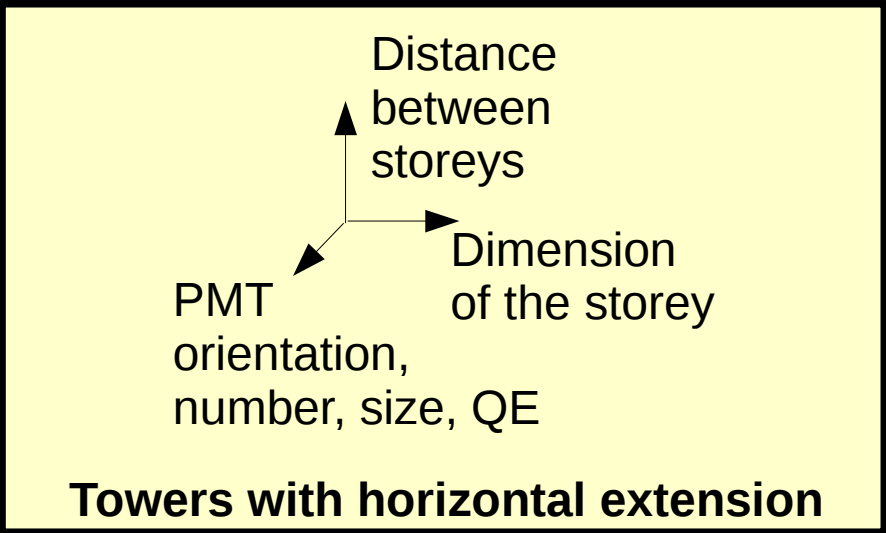 Distance
between
storeys
Dimension
of the storey
PMT
orientation,
number, size, QE
Towers with horizontal extension